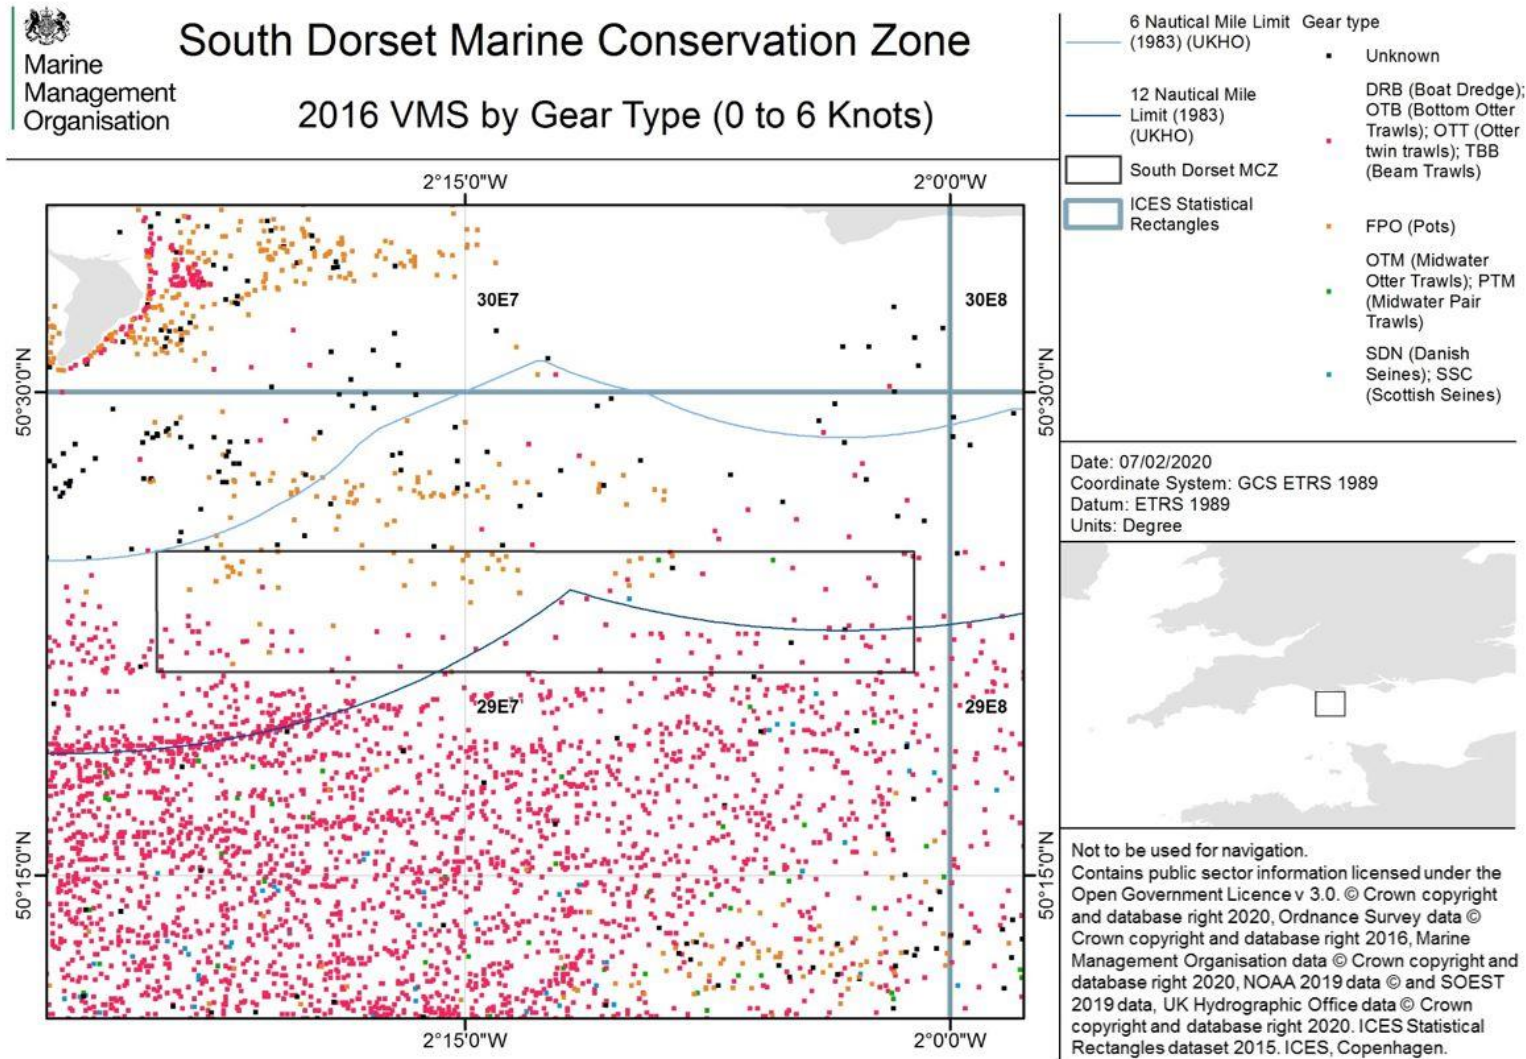 Marine
Management
Organisation
South Dorset Marine Conservation Zone
2016 VMS by Gear Type (0 to 6 Knots)
2°15'0"W
2°0'0"W
30E7
30E8
50°30'0"N
50°30'0"N
29E7
29E8
50°15'0"N
50°15'0"N
2°15'0"W
2°0'0"W
6 Nautical Mile Limit
(1983) (UKHO)
12 Nautical Mile
Limit (1983)
(UKHO)
South Dorset MCZ
ICES Statistical
Rectangles
Gear type
Unknown
DRB (Boat Dredge);
OTB (Bottom Otter
Trawls); OTT (Otter
twin trawls); TBB
(Beam Trawls)
FPO (Pots)
OTM (Midwater
Otter Trawls); PTM
(Midwater Pair
Trawls)
SDN (Danish
Seines); SSC
(Scottish Seines)
Date: 07/02/2020
Coordinate System: GCS ETRS 1989
Datum: ETRS 1989
Units: Degree
Not to be used for navigation.
Contains public sector information licensed under the
Open Government Licence v 3.0. © Crown copyright
and database right 2020, Ordnance Survey data ©
Crown copyright and database right 2016, Marine
Management Organisation data © Crown copyright and
database right 2020, NOAA 2019 data © and SOEST
2019 data, UK Hydrographic Office data © Crown
copyright and database right 2020. ICES Statistical
Rectangles dataset 2015. ICES, Copenhagen.